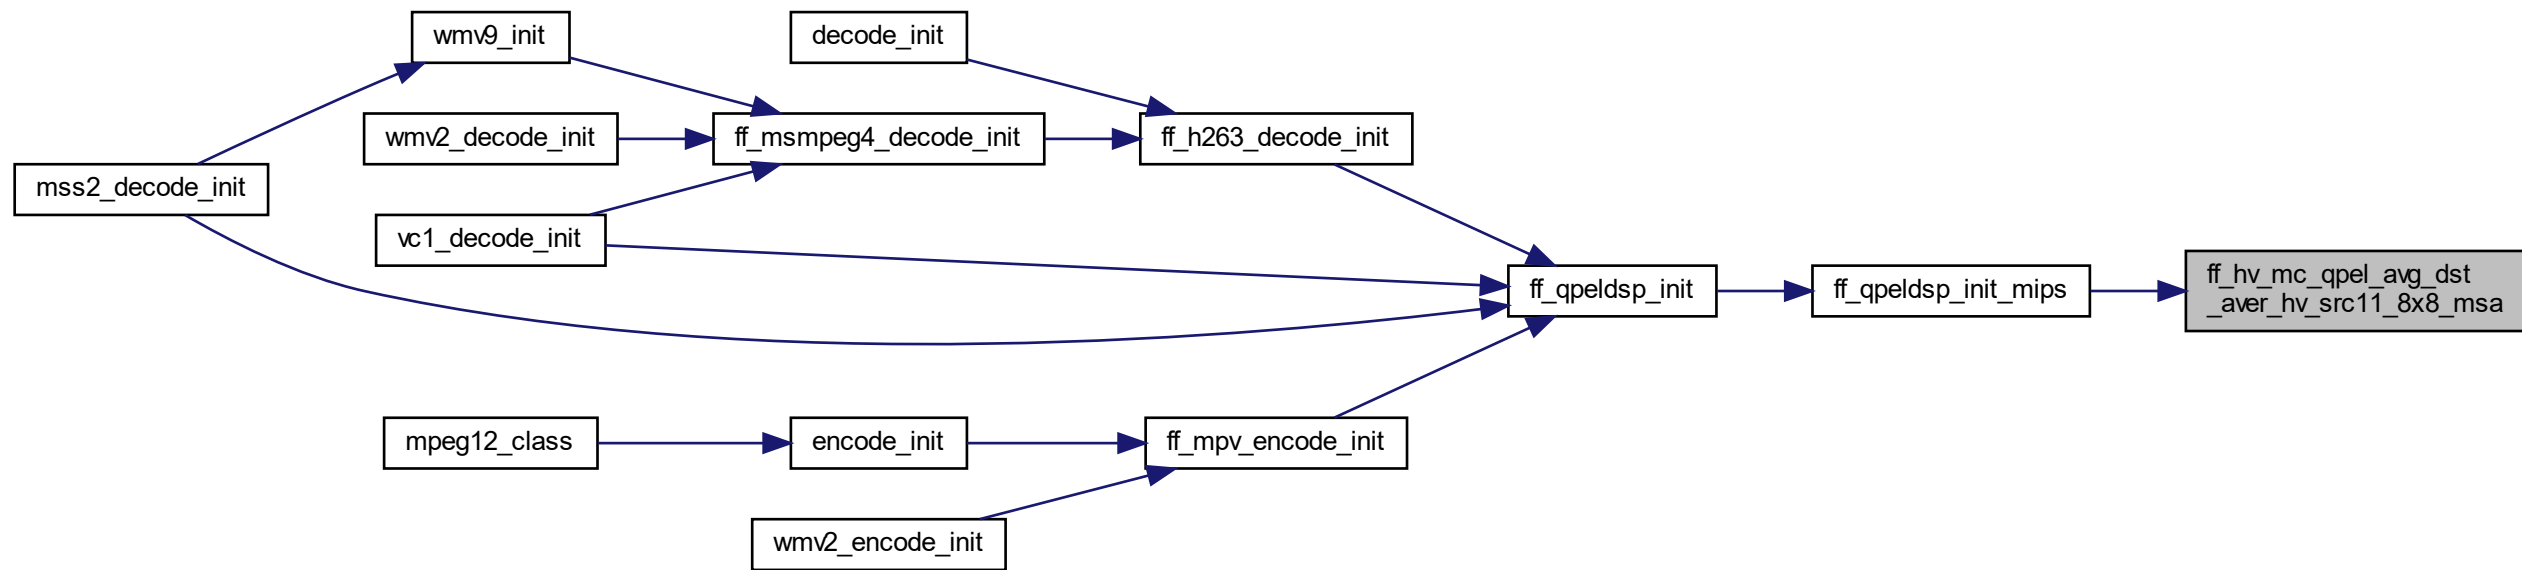 wmv9_init
decode_init
wmv2_decode_init
ff_msmpeg4_decode_init
ff_h263_decode_init
mss2_decode_init
vc1_decode_init
ff_qpeldsp_init
ff_qpeldsp_init_mips
ff_hv_mc_qpel_avg_dst
_aver_hv_src11_8x8_msa
mpeg12_class
encode_init
ff_mpv_encode_init
wmv2_encode_init